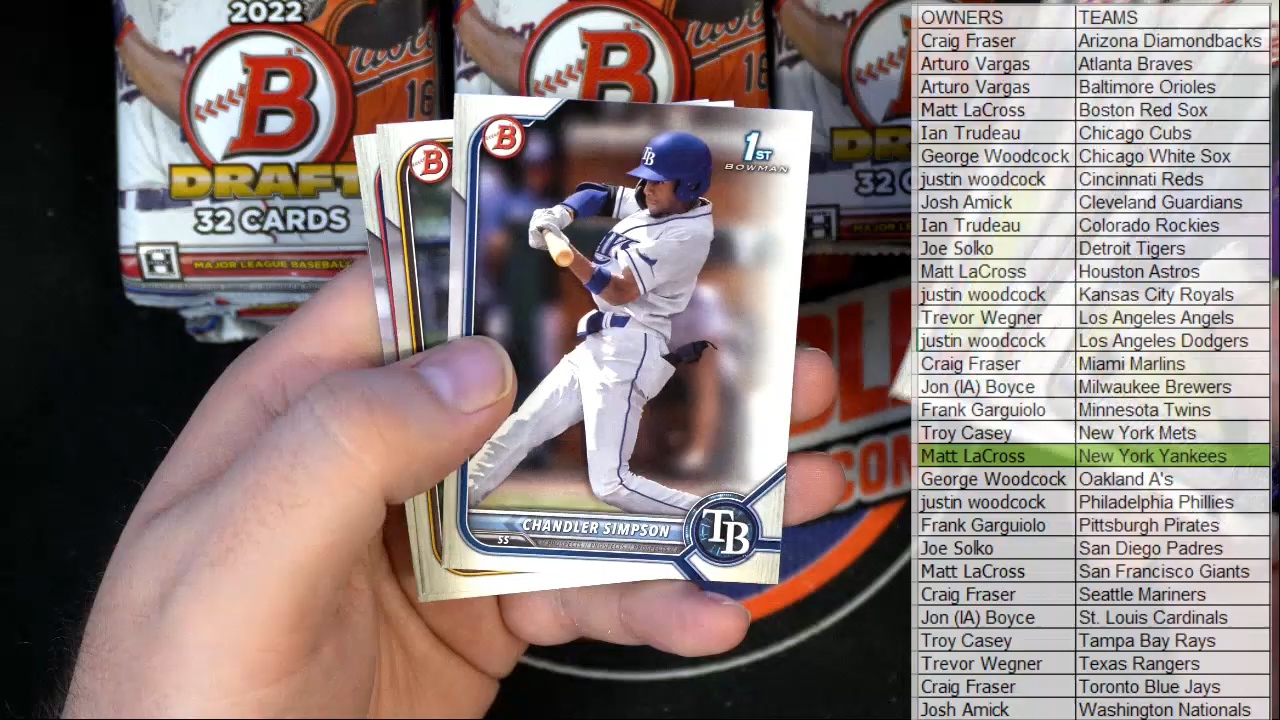 2022
B
DRAFT
32 CARDS
MAJOR LEAGUE BASEBALL
16
B
16
B
32 C
B
B
1ST
BOWMAN
TB
CHANDLER SIMPSON
SS
PROSPECTS // PROSPECTS // PROSPECTS
TB
CON
OWNERS TEAMS
Craig Fraser Arizona Diamondbacks
Arturo Vargas Atlanta Braves
Arturo Vargas Baltimore Orioles
Matt LaCross Boston Red Sox
Ian Trudeau Chicago Cubs
George Woodcock Chicago White Sox
justin woodcock Cincinnati Reds
Josh Amick Cleveland Guardians
Ian Trudeau Colorado Rockies
Joe Solko Detroit Tigers
Matt LaCross Houston Astros
justin woodcock Kansas City Royals
Trevor Wegner Los Angeles Angels
justin woodcock Los Angeles Dodgers
Craig Fraser Miami Marlins
Jon (IA) Boyce Milwaukee Brewers
Frank Garguiolo Minnesota Twins
Troy Casey New York Mets
Matt LaCross New York Yankees
George Woodcock Oakland A's
justin woodcock Philadelphia Phillies
Frank Garguiolo Pittsburgh Pirates
Joe Solko San Diego Padres
Matt LaCross San Francisco Giants
Craig Fraser Seattle Mariners
Jon (IA) Boyce St. Louis Cardinals
Troy Casey Tampa Bay Rays
Trevor Wegner Texas Rangers
Craig Fraser Toronto Blue Jays
Josh Amick Washington Nationals